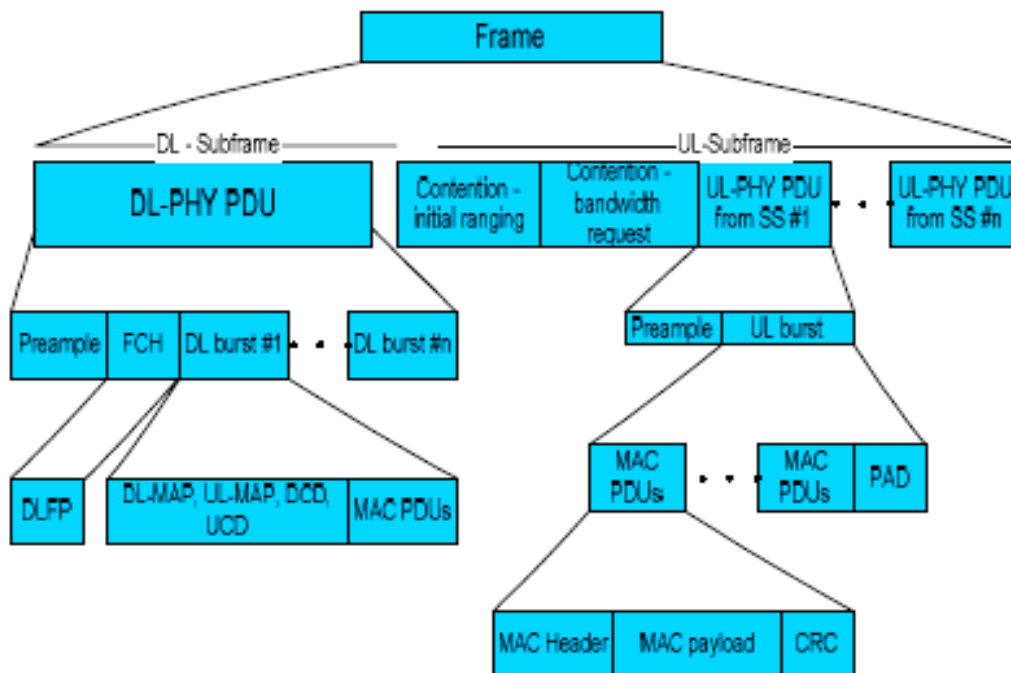 Frame
DL - Subframe
UL-Subframe
DL-PHY PDU
Contention -
initial ranging
Contention -
bandwidth
request
UL-PHY PDU
from SS #1
UL-PHY PDU
from SS #n
Preample
FCH
DL burst #1
DL burst #n
Preample
UL burst
DLFP
DL-MAP, UL-MAP, DCD,
UCD
MAC PDUs
MAC
PDUs
MAC
PDUs
PAD
MAC Header
MAC payload
CRC